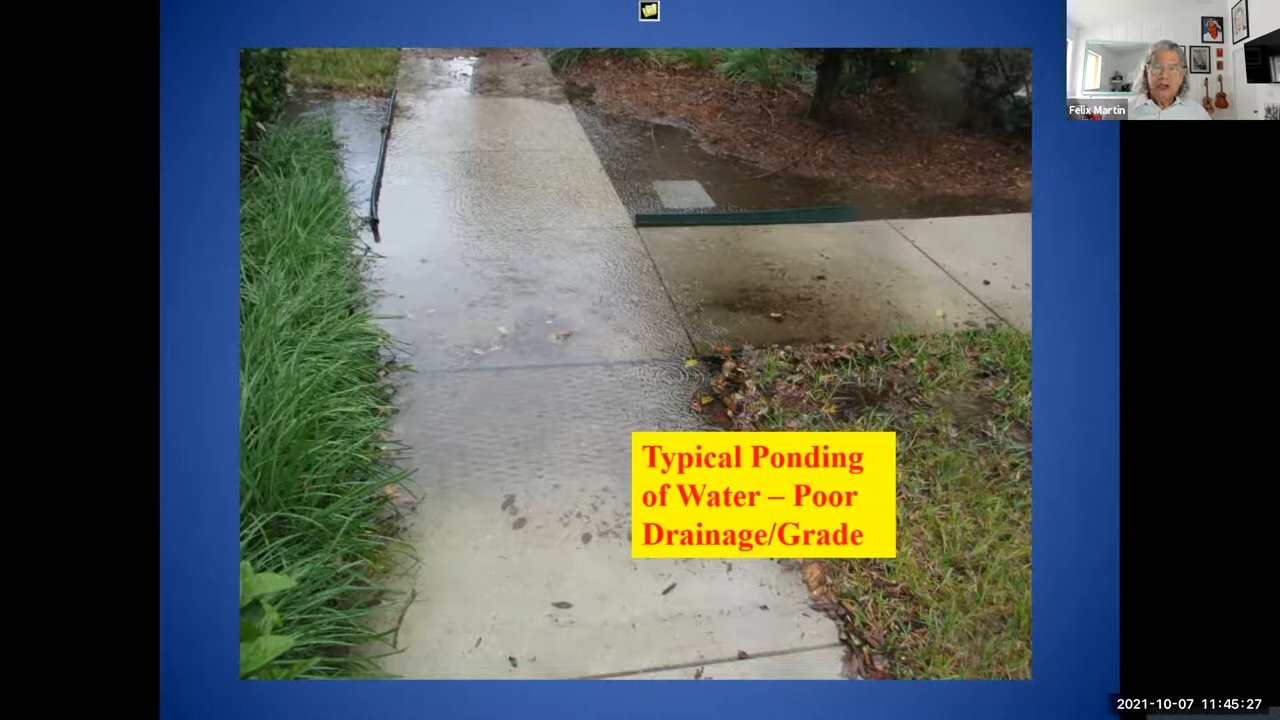 Felix Martin
Typical Ponding
of Water – Poor
Drainage/Grade
2021-10-07 11:45:27